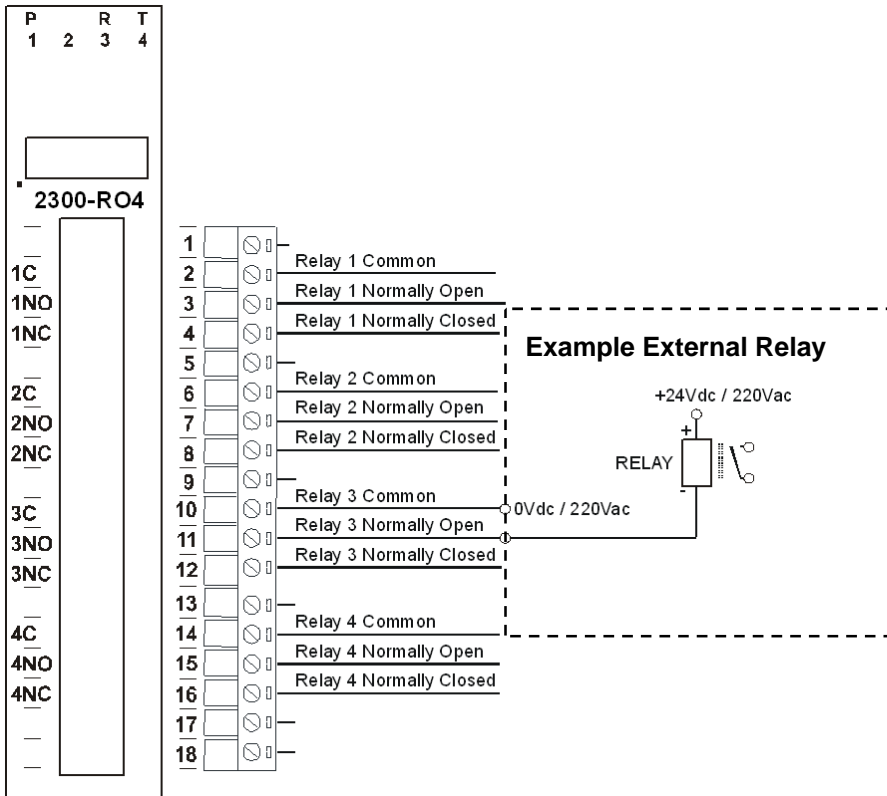 P R T
1 2 3 4
2300-RO4
1C
1NO
1NC
2C
2NO
2NC
3C
3NO
3NC
4C
4NO
4NC
1
2 Relay 1 Common
3 Relay 1 Normally Open
4 Relay 1 Normally Closed
5
6 Relay 2 Common
7 Relay 2 Normally Open
8 Relay 2 Normally Closed
9
10 Relay 3 Common
11 Relay 3 Normally Open
12 Relay 3 Normally Closed
13
14 Relay 4 Common
15 Relay 4 Normally Open
16 Relay 4 Normally Closed
17
18
Example External Relay
+24Vdc / 220Vac
+
RELAY
-
0Vdc / 220Vac